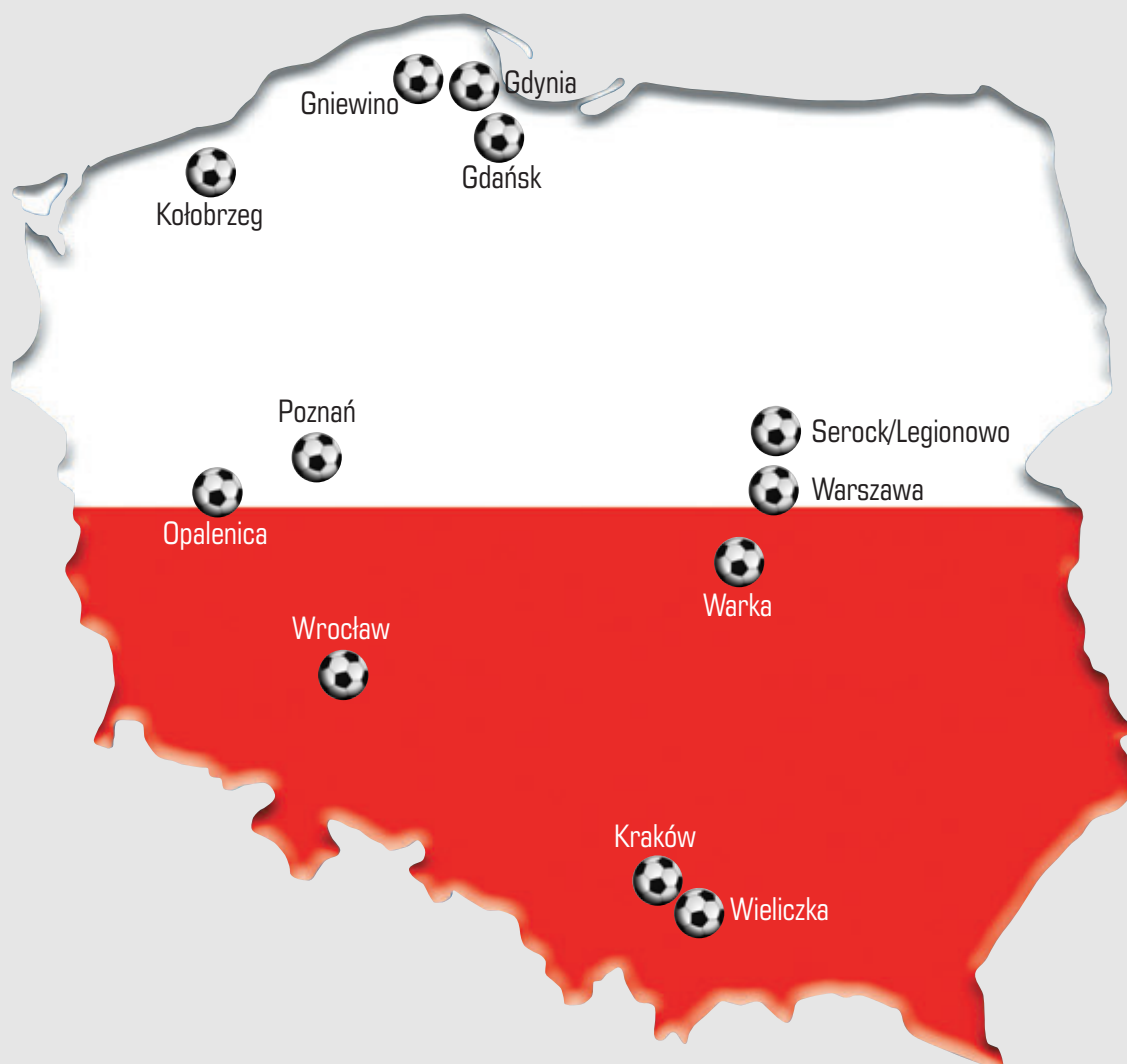 Gdynia
Gniewino
Gdańsk
Kołobrzeg
Poznań
Serock/Legionowo
Warszawa
Opalenica
Warka
Wrocław
Kraków
Wieliczka